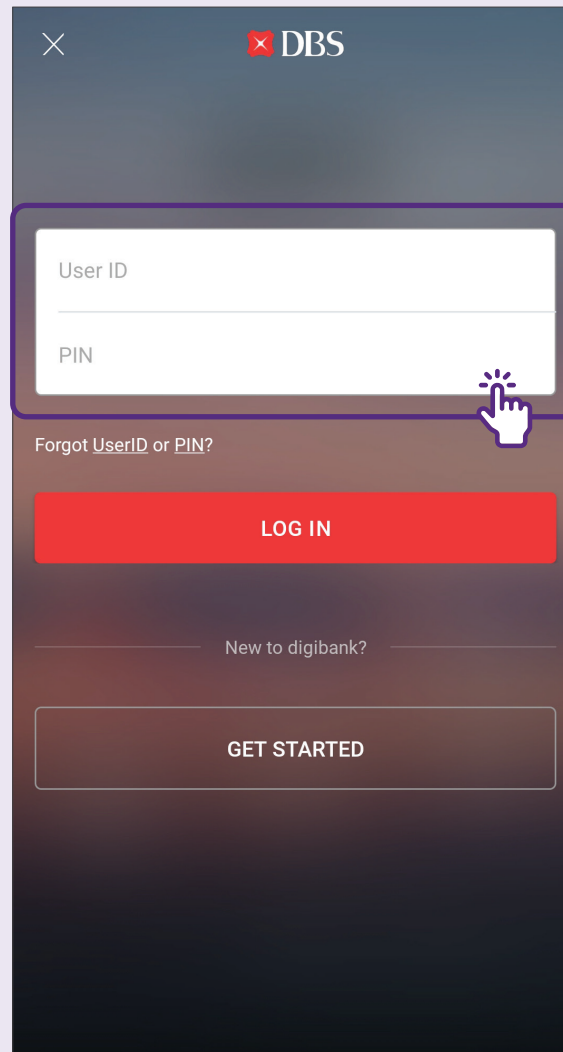 DBS
User ID
PIN
Forgot UserID or PIN?
LOG IN
New to digibank?
GET STARTED